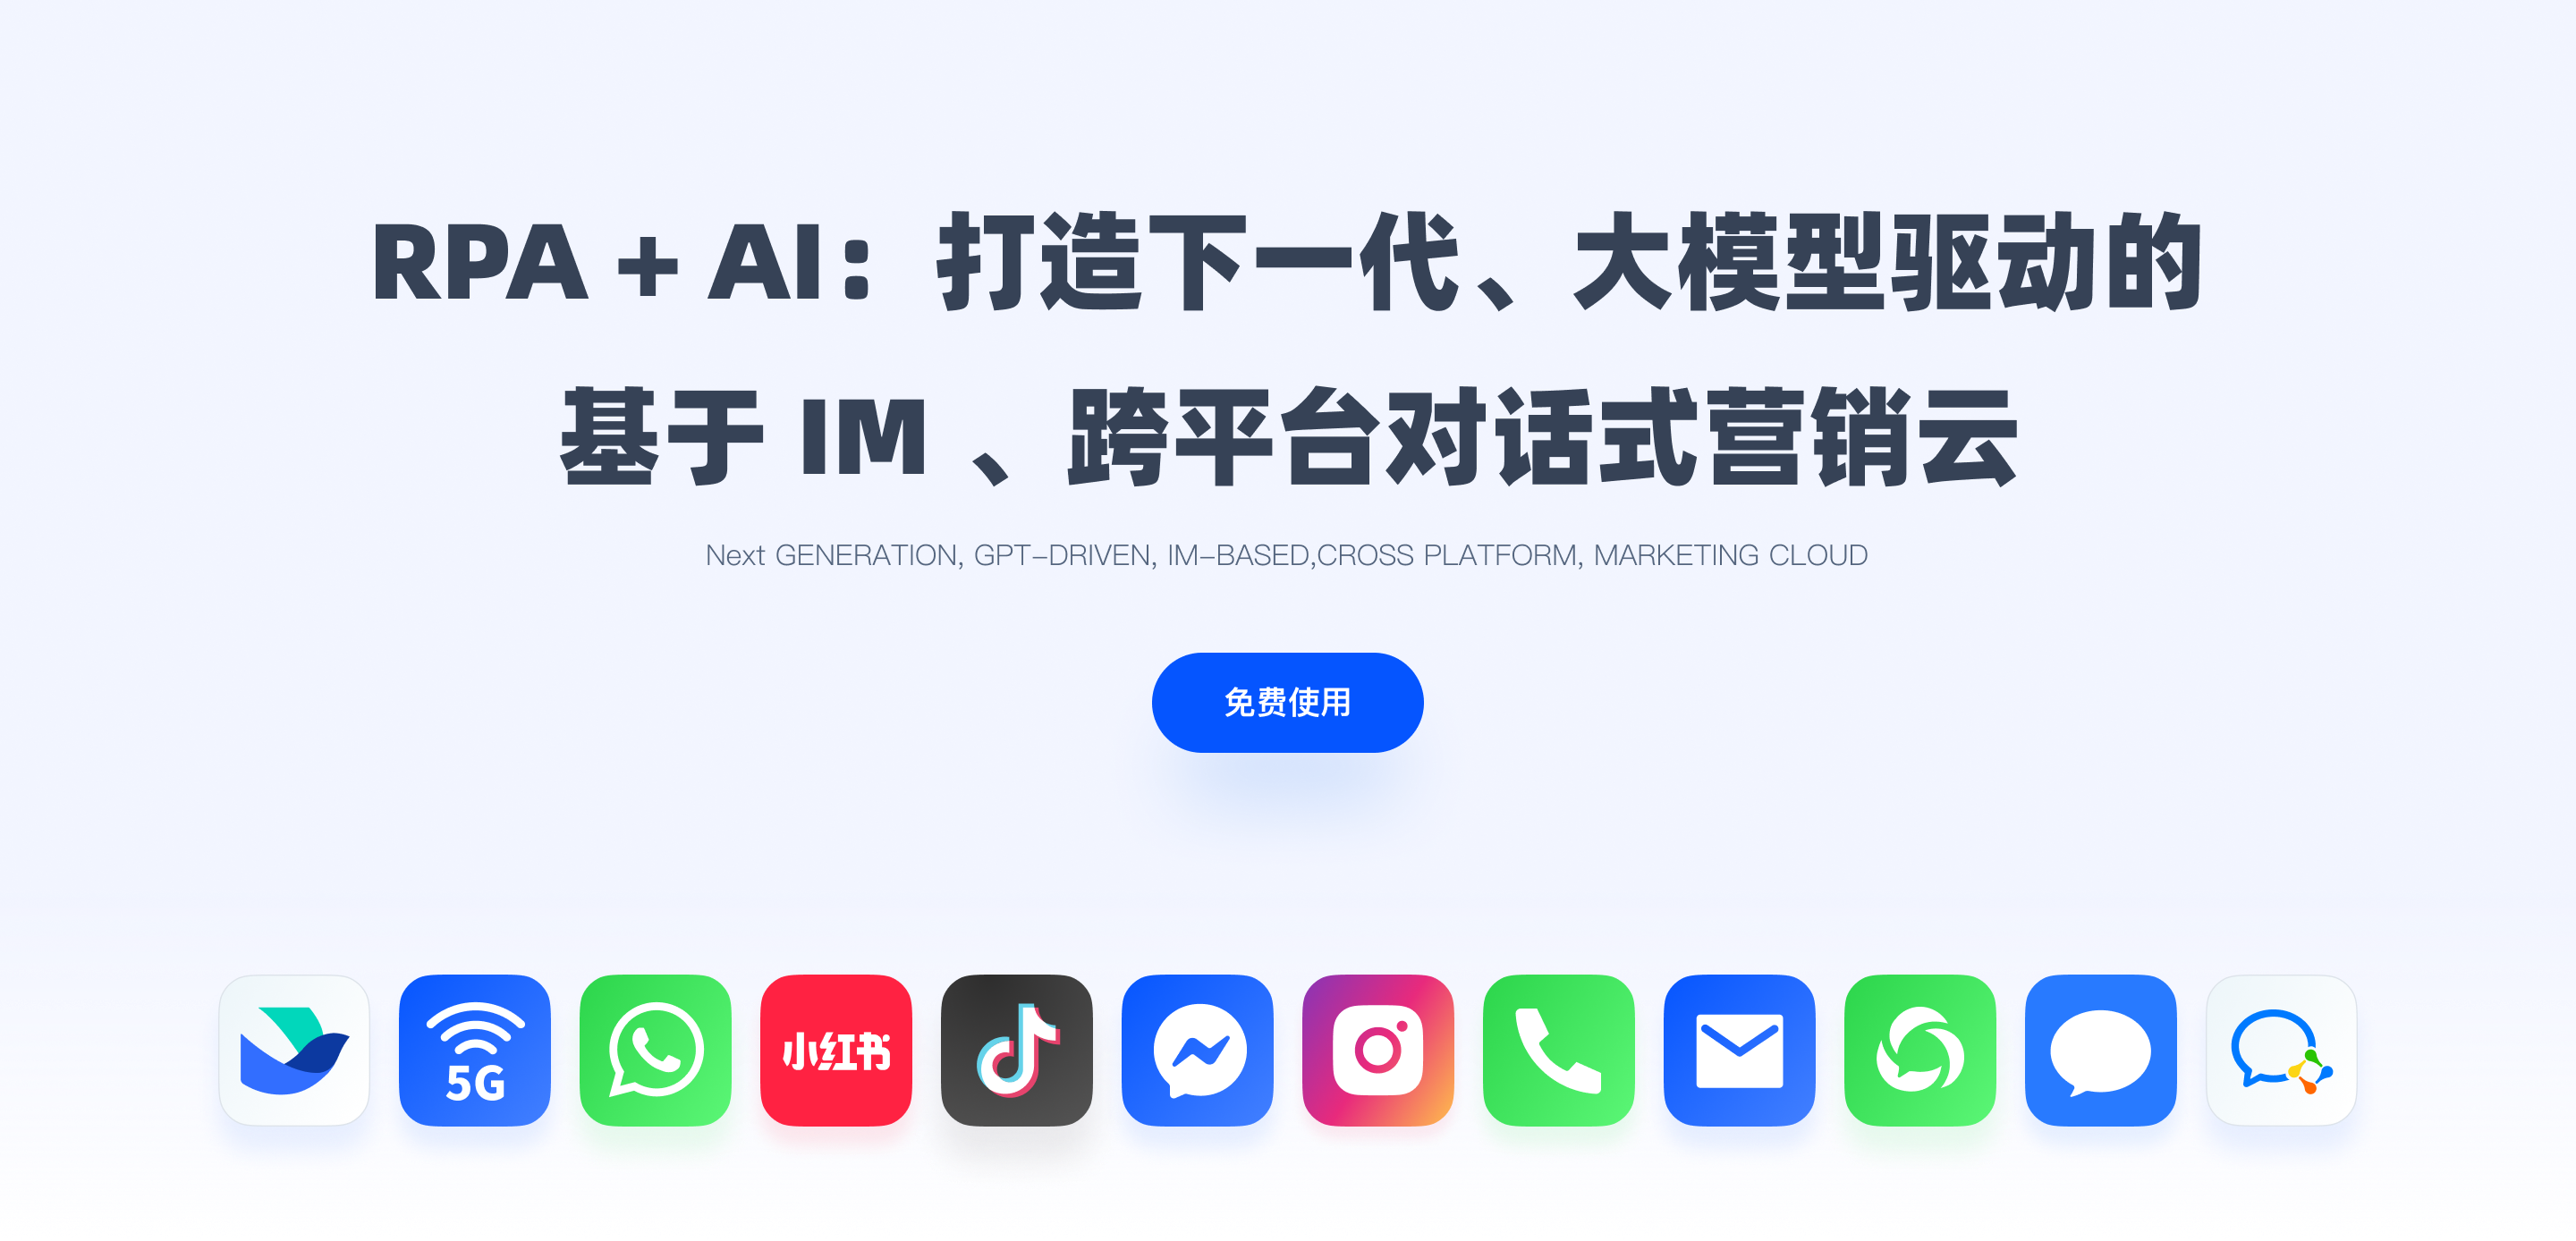 RPA + AI：打造下一代、大模型驱动的
基于 IM 、跨平台对话式营销云
Next GENERATION, GPT-DRIVEN, IM-BASED,CROSS PLATFORM, MARKETING CLOUD
免费使用
5G
小红书